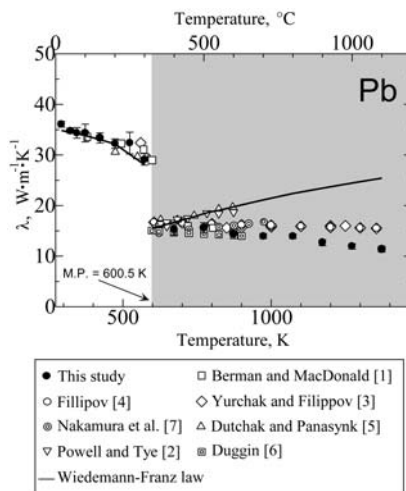 Temperature, °C
0 500 1000
Pb
50
40
30
20
10
0
λ, W·m-1K-1
M.P. = 600.5 K
500 1000
Temperature, K
This study
Berman and MacDonald [1]
Fillipov [4]
Yurchak and Filippov [3]
Nakamura et al. [7]
Dutchak and Panasynk [5]
Powell and Tye [2]
Duggin [6]
Wiedemann-Franz law